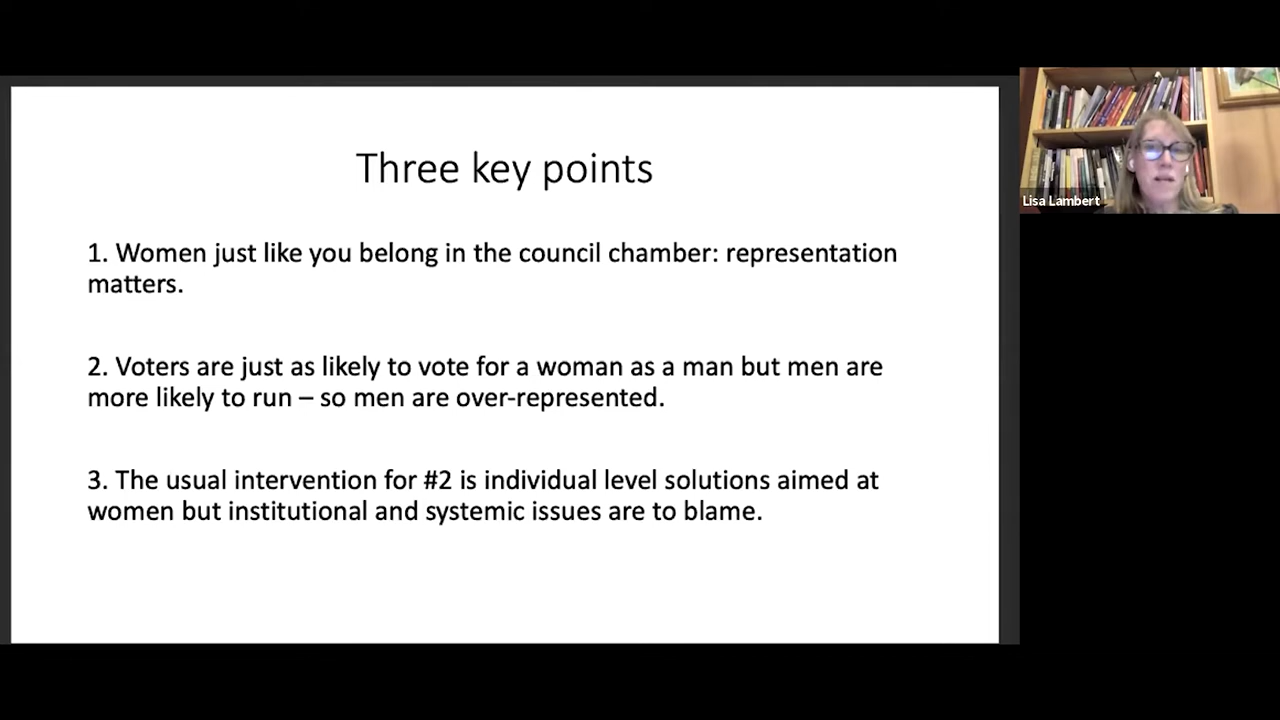 Three key points
1. Women just like you belong in the council chamber: representation
matters.
2. Voters are just as likely to vote for a woman as a man but men are
more likely to run – so men are over-represented.
3. The usual intervention for #2 is individual level solutions aimed at
women but institutional and systemic issues are to blame.
Lisa Lambert